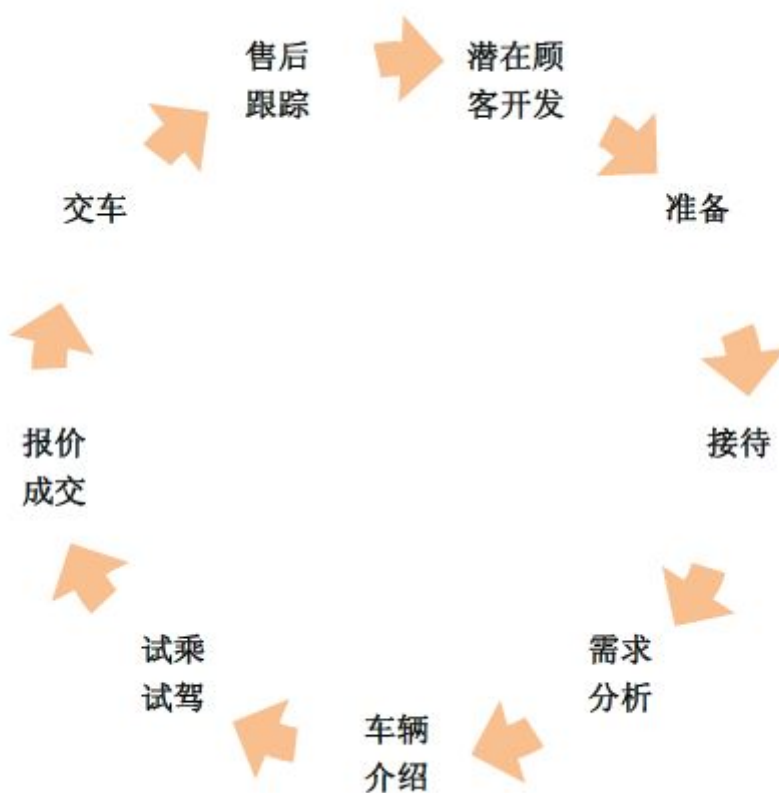 售后
跟踪
潜在顾
客开发
准备
接待
需求
分析
车辆
介绍
试乘
试驾
报价
成交
交车